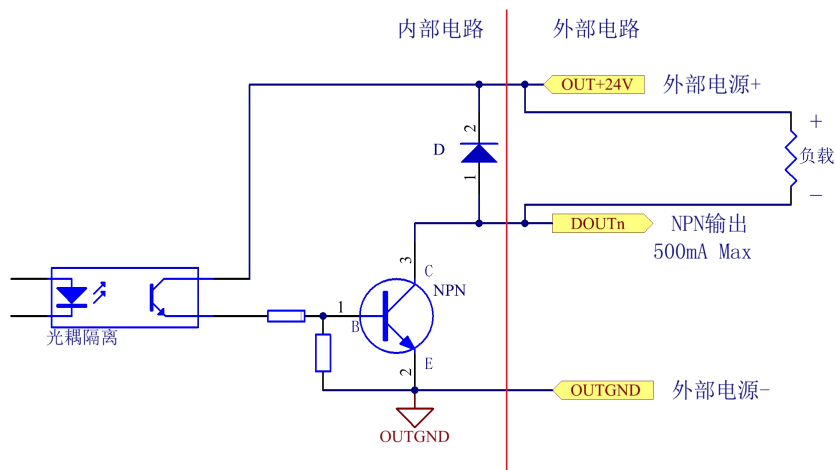 内部电路
外部电路
OUT+24V
外部电源+
2
D
1
+
负载
−
DOUTn
NPN输出
500mA Max
3
C
NPN
1
B
光耦隔离
E
2
OUTGND
外部电源-
OUTGND